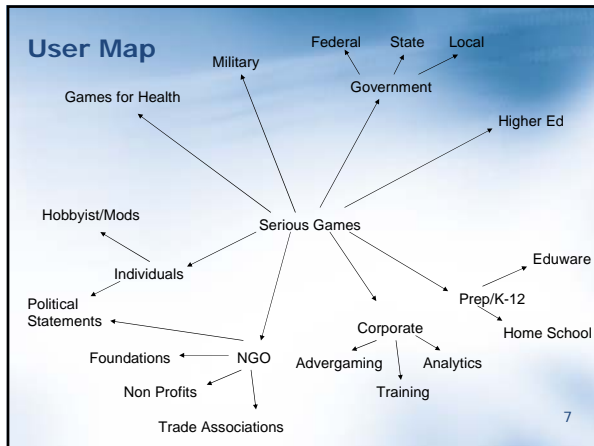 User Map
Federal
State
Local
Military
Government
Games for Health
Higher Ed
Hobbyist/Mods
Serious Games
Individuals
Eduware
Prep/K-12
Political
Statements
Home School
Corporate
Foundations
NGO
Advergaming
Analytics
Non Profits
Training
Trade Associations
7